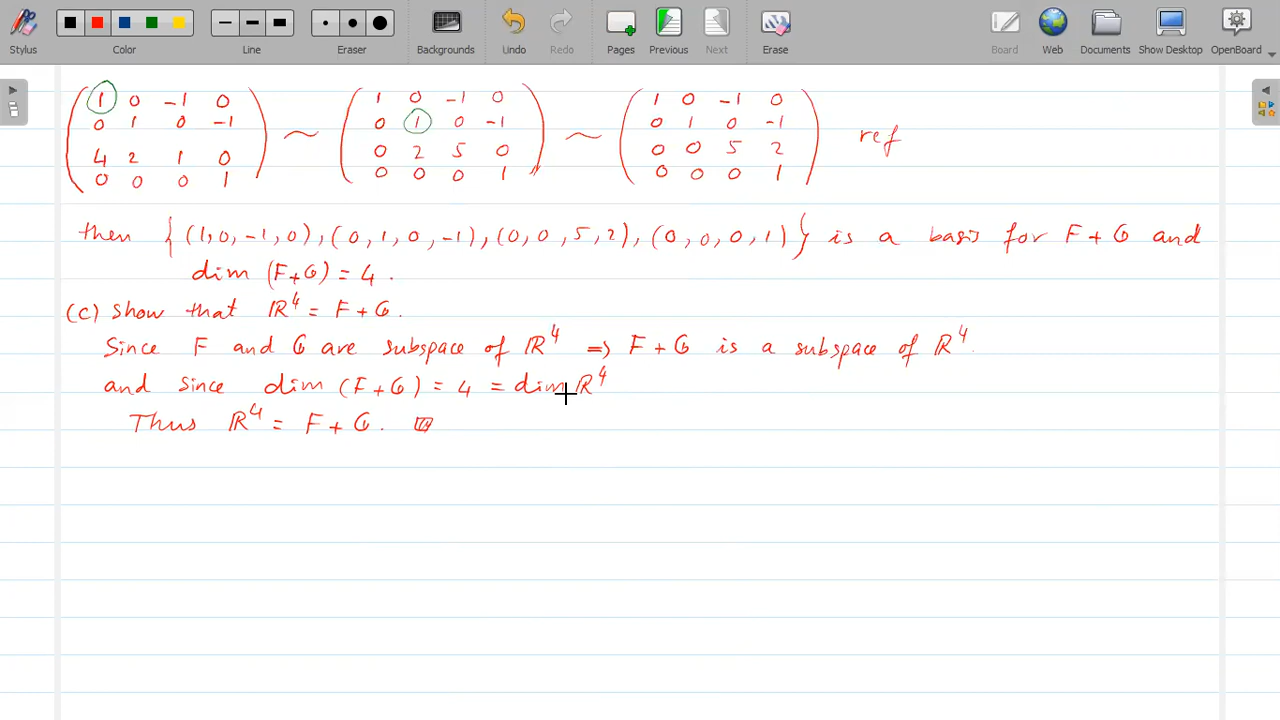 Stylus Color Line Eraser Backgrounds Undo Redo Pages Previous Next Erase Board Web Documents Show Desktop OpenBoard
1 0 -1 0 1 0 -1 0 1 0 -1 0
0 1 0 -1 ~ 0 1 0 -1 ~ 0 1 0 -1 ref
4 2 1 0 0 2 5 0 0 0 5 2
0 0 0 1 0 0 0 1 0 0 0 1
then {(1,0,-1,0),(0,1,0,-1),(0,0,5,2),(0,0,0,1)} is a basis for F+G and
dim (F+G) = 4.
(c) Show that ℝ⁴ = F+G.
Since F and G are subspace of ℝ⁴ ⇒ F+G is a subspace of ℝ⁴.
and since dim (F+G) = 4 = dim ℝ⁴
Thus ℝ⁴ = F+G.